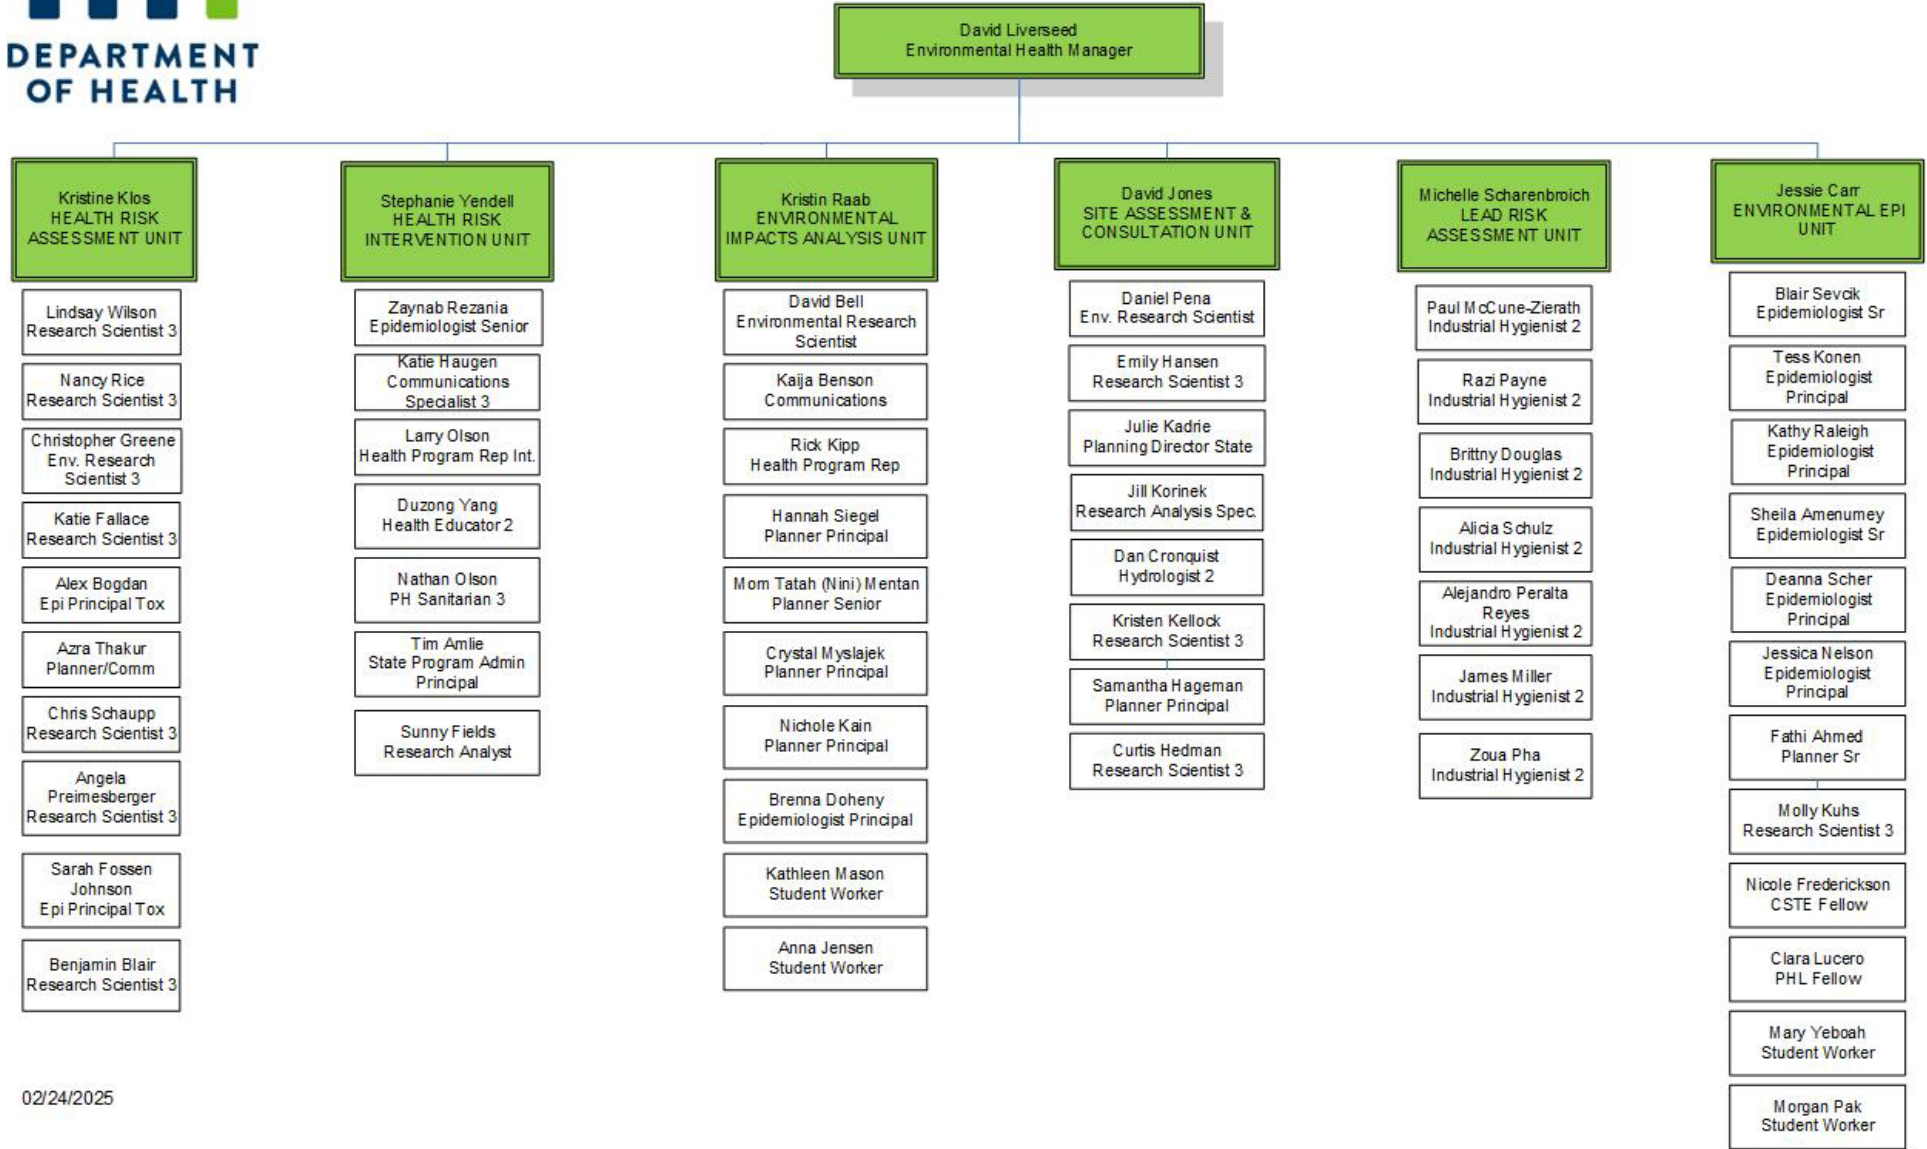 DEPARTMENT
OF HEALTH
David Liverseed
Environmental Health Manager
Kristine Klos
HEALTH RISK
ASSESSMENT UNIT
Lindsay Wilson
Research Scientist 3
Nancy Rice
Research Scientist 3
Christopher Greene
Env. Research
Scientist 3
Katie Fallace
Research Scientist 3
Alex Bogdan
Epi Principal Tox
Azra Thakur
Planner/Comm
Chris Schaupp
Research Scientist 3
Angela
Preimesberger
Research Scientist 3
Sarah Fossen
Johnson
Epi Principal Tox
Benjamin Blair
Research Scientist 3
Stephanie Yendell
HEALTH RISK
INTERVENTION UNIT
Zaynab Rezania
Epidemiologist Senior
Katie Haugen
Communications
Specialist 3
Larry Olson
Health Program Rep Int.
Duzong Yang
Health Educator 2
Nathan Olson
PH Sanitarian 3
Tim Amlie
State Program Admin
Principal
Sunny Fields
Research Analyst
Kristin Raab
ENVIRONMENTAL
IMPACTS ANALYSIS UNIT
David Bell
Environmental Research
Scientist
Kaija Benson
Communications
Rick Kipp
Health Program Rep
Hannah Siegel
Planner Principal
Mom Tatah (Nini) Mentan
Planner Senior
Crystal Myslajek
Planner Principal
Nichole Kain
Planner Principal
Brenna Doheny
Epidemiologist Principal
Kathleen Mason
Student Worker
Anna Jensen
Student Worker
David Jones
SITE ASSESSMENT &
CONSULTATION UNIT
Daniel Pena
Env. Research Scientist
Emily Hansen
Research Scientist 3
Julie Kadrie
Planning Director State
Jill Korinek
Research Analysis Spec.
Dan Cronquist
Hydrologist 2
Kristen Kellock
Research Scientist 3
Samantha Hageman
Planner Principal
Curtis Hedman
Research Scientist 3
Michelle Scharenbroich
LEAD RISK
ASSESSMENT UNIT
Paul McCune-Zierath
Industrial Hygienist 2
Razi Payne
Industrial Hygienist 2
Brittny Douglas
Industrial Hygienist 2
Alicia Schulz
Industrial Hygienist 2
Alejandro Peralta
Reyes
Industrial Hygienist 2
James Miller
Industrial Hygienist 2
Zoua Pha
Industrial Hygienist 2
Jessie Carr
ENVIRONMENTAL EPI
UNIT
Blair Sevcik
Epidemiologist Sr
Tess Konen
Epidemiologist
Principal
Kathy Raleigh
Epidemiologist
Principal
Sheila Amenumey
Epidemiologist Sr
Deanna Scher
Epidemiologist
Principal
Jessica Nelson
Epidemiologist
Principal
Fathi Ahmed
Planner Sr
Molly Kuhs
Research Scientist 3
Nicole Frederickson
CSTE Fellow
Clara Lucero
PHL Fellow
Mary Yeboah
Student Worker
Morgan Pak
Student Worker
02/24/2025